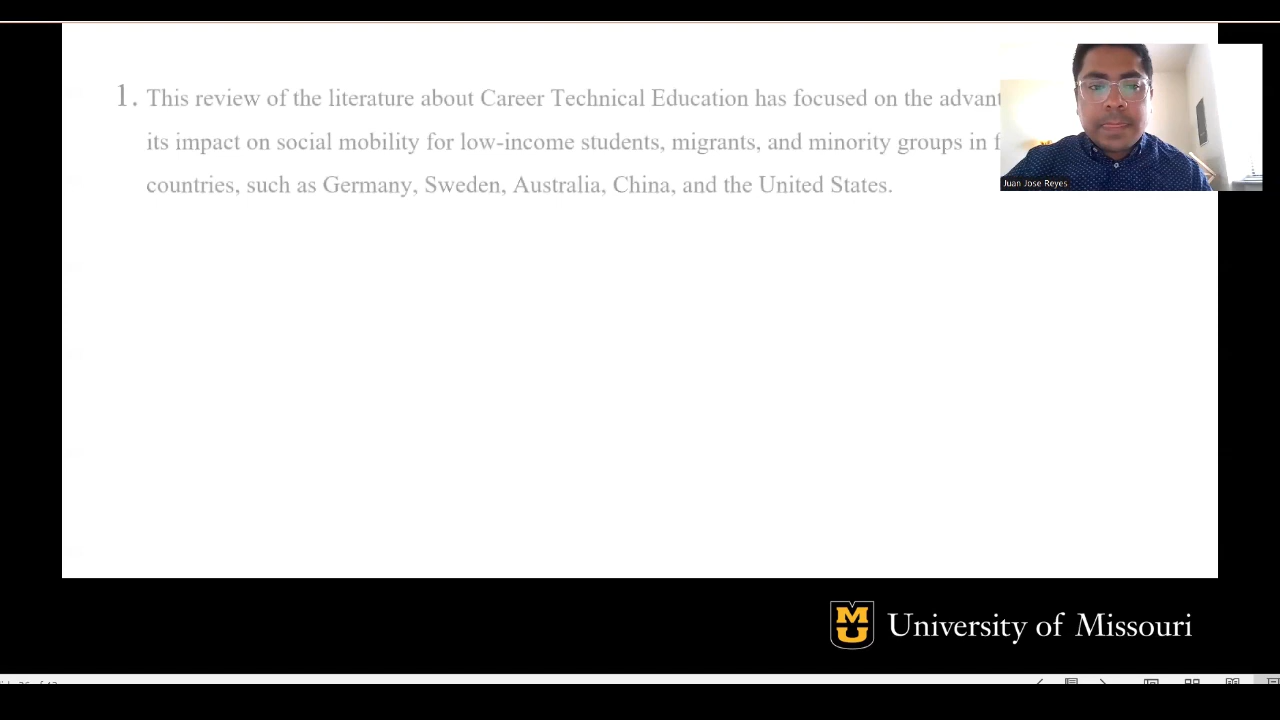 1. This review of the literature about Career Technical Education has focused on the
its impact on social mobility for low-income students, migrants, and minority groups in
countries, such as Germany, Sweden, Australia, China, and the United States.
Juan Jose Reyes
MU
University of Missouri